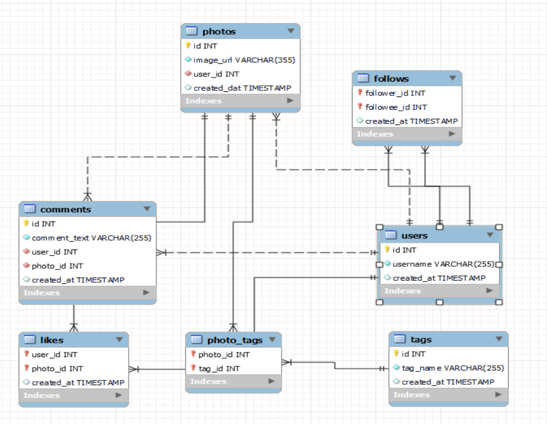 photos
id INT
image_url VARCHAR(355)
user_id INT
created_dat TIMESTAMP
Indexes
follows
follower_id INT
followee_id INT
created_at TIMESTAMP
Indexes
comments
id INT
comment_text VARCHAR(255)
user_id INT
photo_id INT
created_at TIMESTAMP
Indexes
users
id INT
username VARCHAR(255)
created_at TIMESTAMP
Indexes
likes
user_id INT
photo_id INT
created_at TIMESTAMP
Indexes
photo_tags
photo_id INT
tag_id INT
Indexes
tags
id INT
tag_name VARCHAR(255)
created_at TIMESTAMP
Indexes